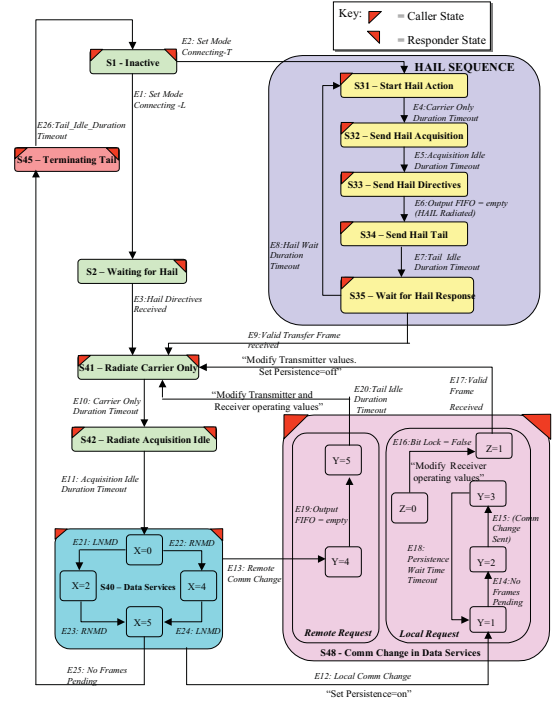 Key:
= Caller State
= Responder State
E2: Set Mode
Connecting-T
S1 - Inactive
HAIL SEQUENCE
S31 – Start Hail Action
E1: Set Mode
Connecting -L
E4:Carrier Only
Duration Timeout
E26:Tail_Idle_Duration
Timeout
S32 – Send Hail Acquisition
E5:Acquisition Idle
Duration Timeout
S45 – Terminating Tail
S33 – Send Hail Directives
E6:Output FIFO = empty
(HAIL Radiated)
S34 – Send Hail Tail
E8:Hail Wait
Duration
Timeout
E7:Tail Idle
Duration Timeout
S2 – Waiting for Hail
S35 – Wait for Hail Response
E3:Hail Directives
Received
E9:Valid Transfer Frame
received
S41 – Radiate Carrier Only
“Modify Transmitter values.
Set Persistence=off”
E17:Valid
Frame
Received
E10: Carrier Only
Duration Timeout
“Modify Transmitter and
Receiver operating values”
E20:Tail Idle
Duration
Timeout
S42 – Radiate Acquisition Idle
E16:Bit Lock = False
Z=1
“Modify Receiver
operating values”
E11: Acquisition Idle
Duration Timeout
Y=5
Y=3
Z=0
E19:Output
FIFO = empty
E15: (Comm
Change
Sent)
E21: LNMD
E22: RNMD
X=0
E13: Remote
Comm Change
Y=4
E18:
Persistence
Wait Time
Timeout
Y=2
X=2
S40 – Data Services
X=4
E14:No
Frames
Pending
X=5
Y=1
E23: RNMD
E24: LNMD
Remote Request
Local Request
S48 - Comm Change in Data Services
E25: No Frames
Pending
E12: Local Comm Change
“Set Persistence=on”